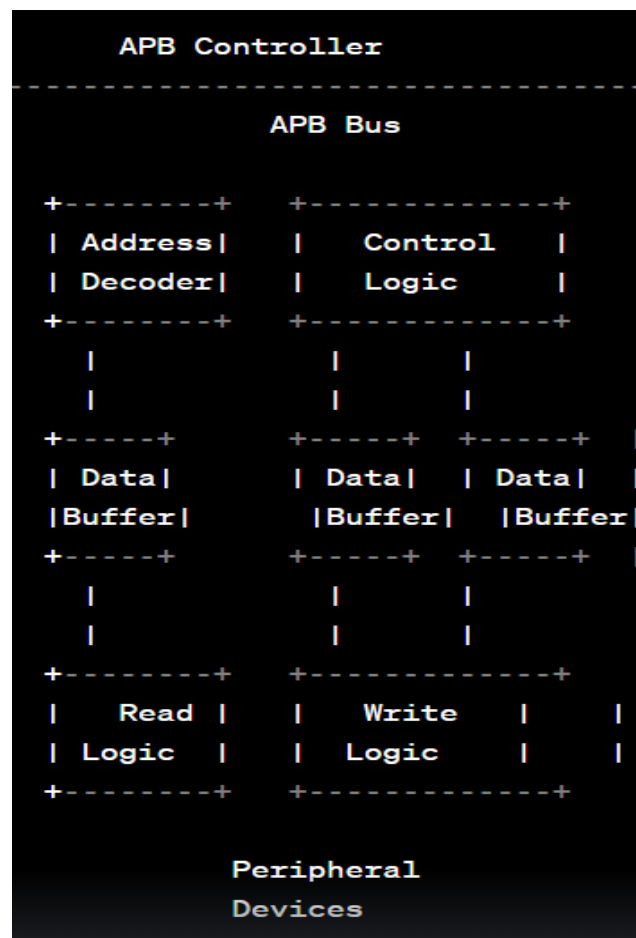 APB Controller
-----------------------------------
APB Bus
+--------+   +-------------+
| Address|   |   Control   |
| Decoder|   |   Logic     |
+--------+   +-------------+
|            |      |
|            |      |
+-----+      +-----+  +-----+  |
| Data|      | Data|  | Data|  |
|Buffer|      |Buffer|  |Buffer|
+-----+      +-----+  +-----+  |
|            |      |
|            |      |
+--------+   +-------------+
|   Read |   |   Write   |    |
| Logic  |   |  Logic    |    |
+--------+   +-------------+
Peripheral
Devices